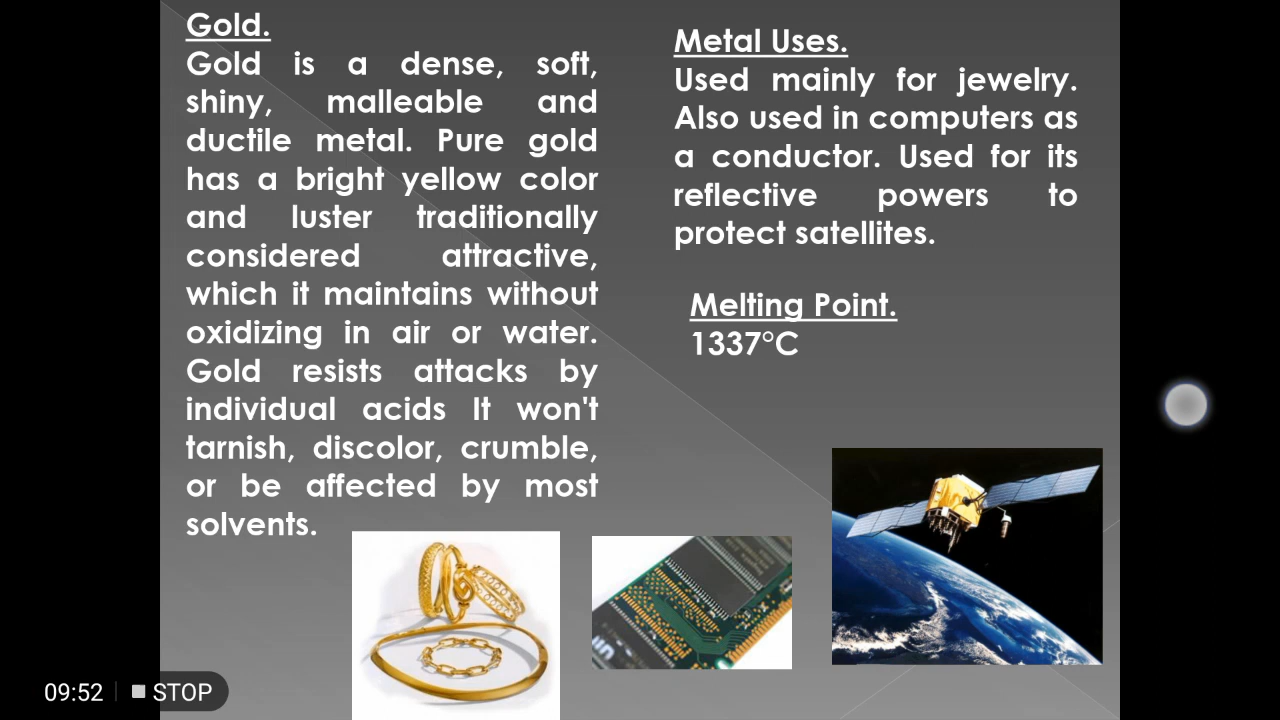 Gold.
Gold is a dense, soft,
shiny, malleable and
ductile metal. Pure gold
has a bright yellow color
and luster traditionally
considered attractive,
which it maintains without
oxidizing in air or water.
Gold resists attacks by
individual acids It won't
tarnish, discolor, crumble,
or be affected by most
solvents.
Metal Uses.
Used mainly for jewelry.
Also used in computers as
a conductor. Used for its
reflective powers to
protect satellites.
Melting Point.
1337°C
09:52
STOP